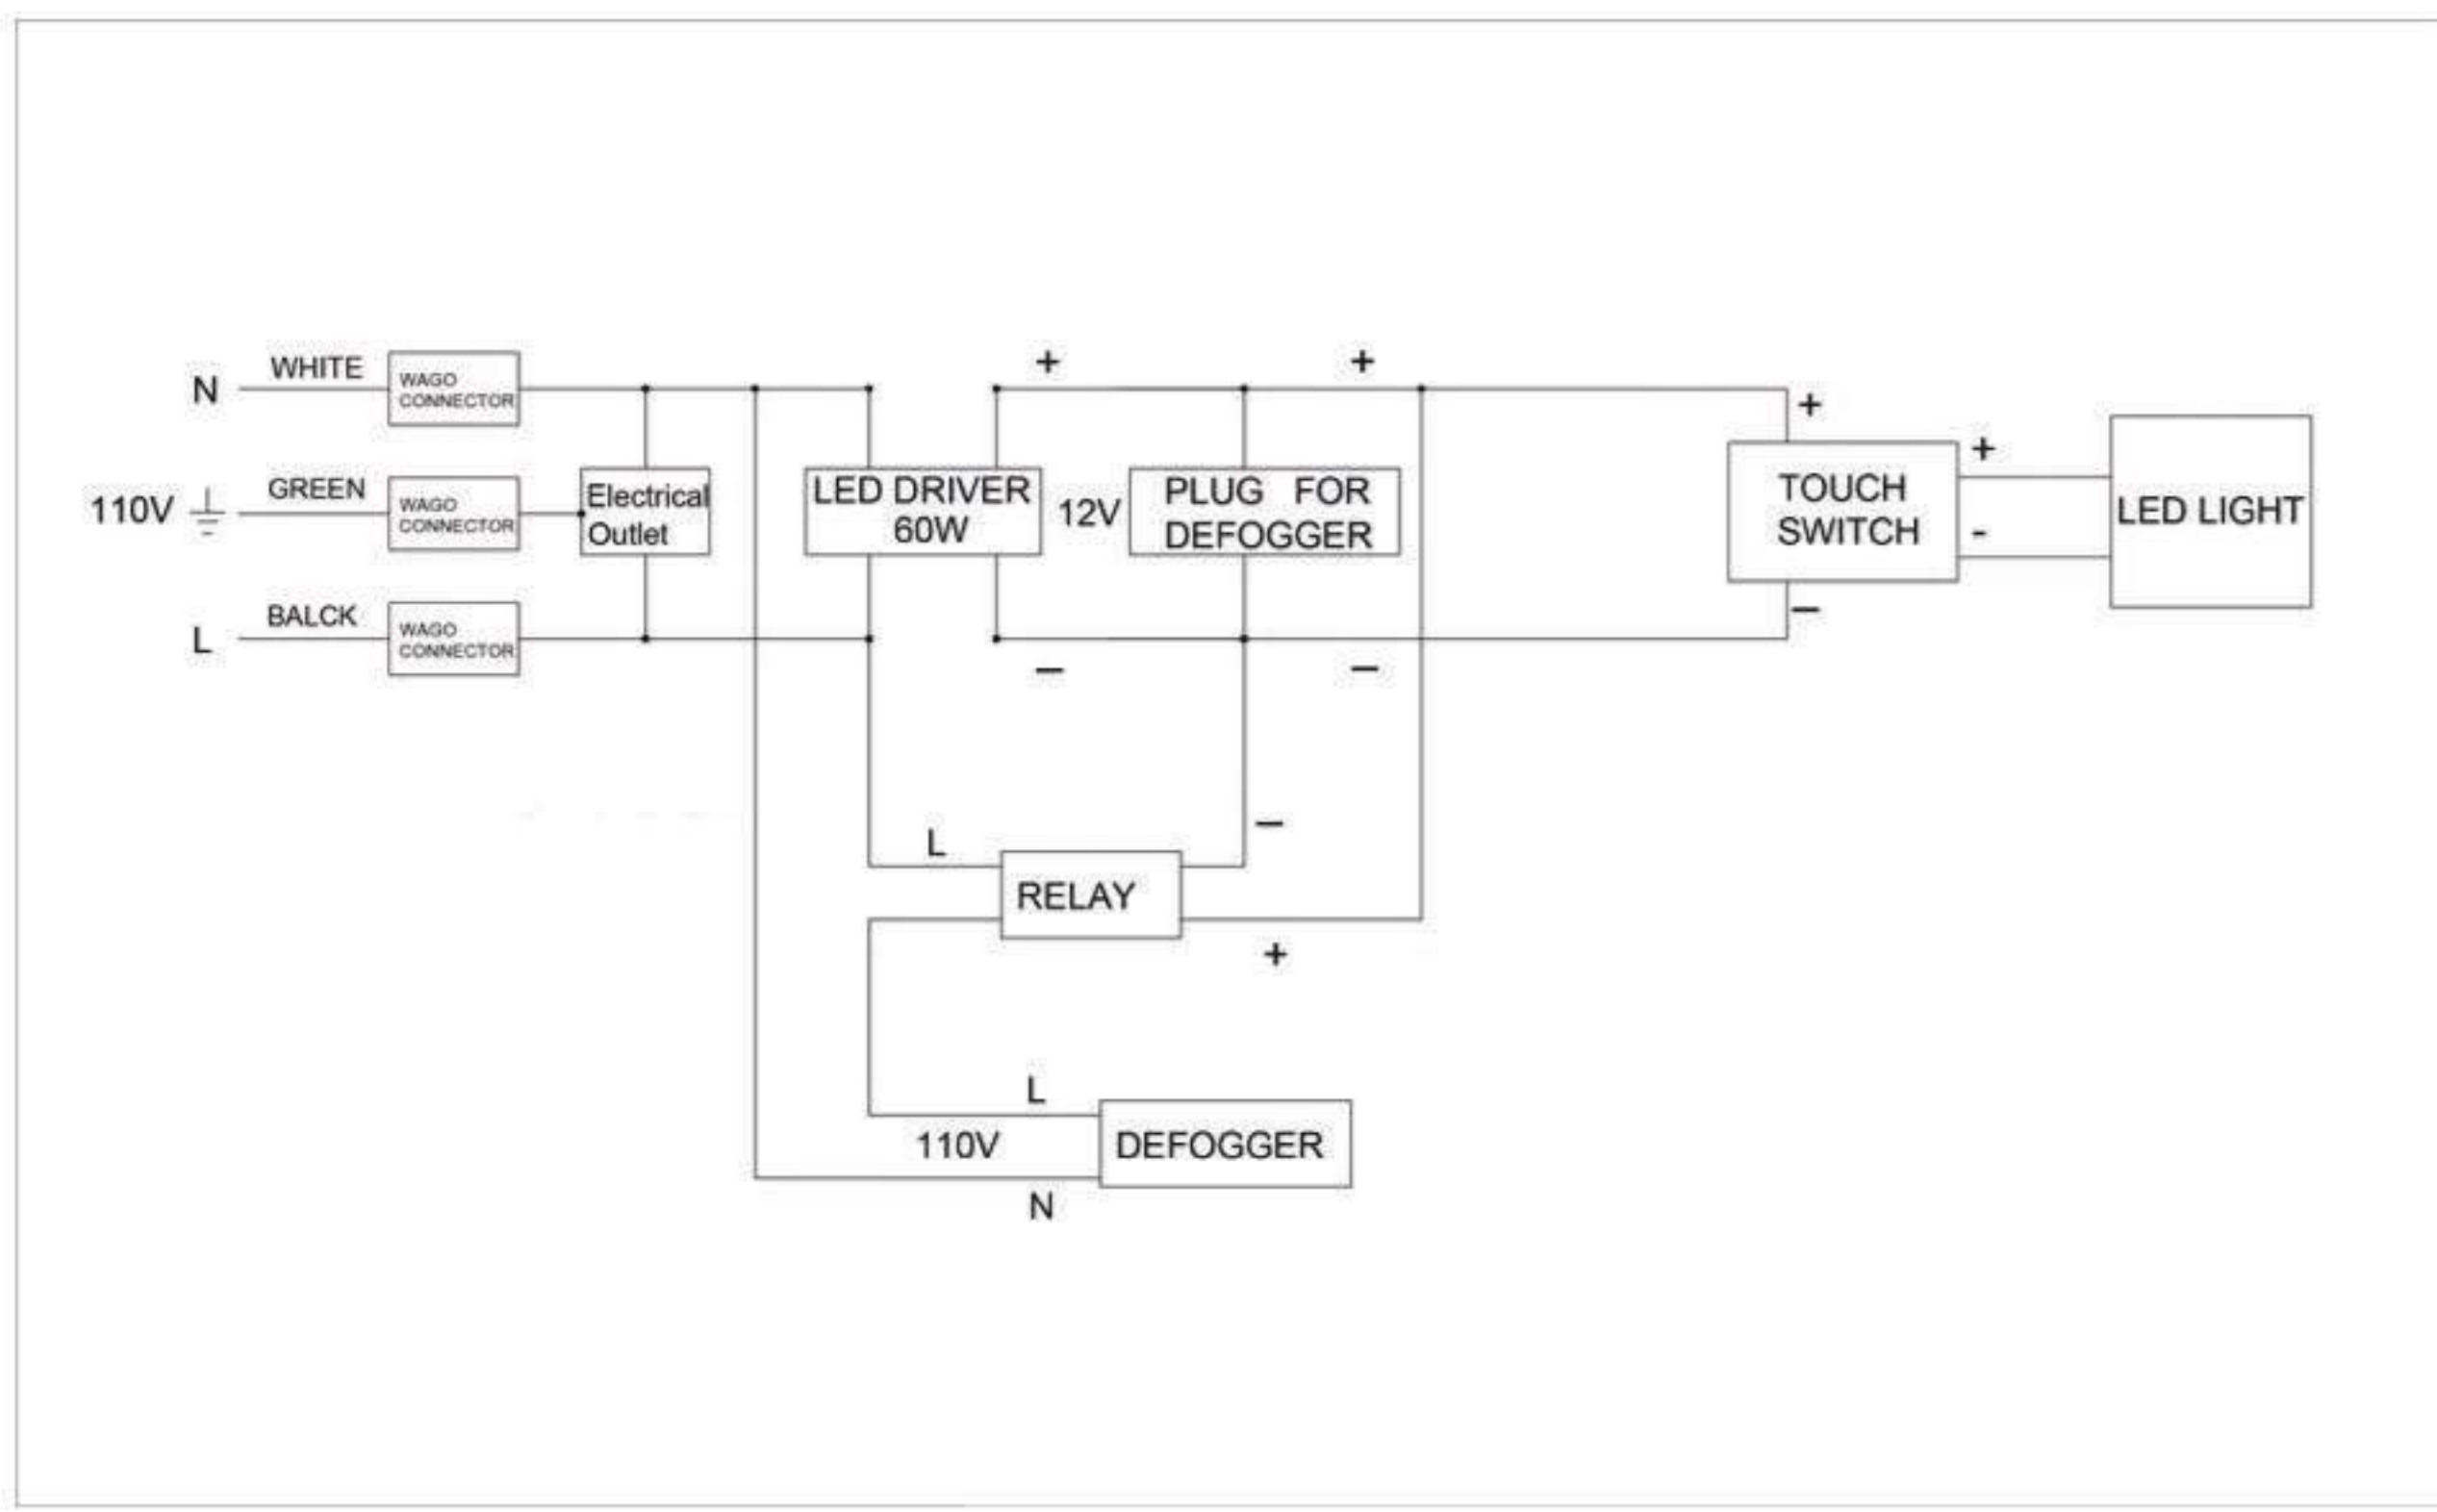 N
WHITE
WAGO
CONNECTOR
+
+
+
110V
GREEN
WAGO
CONNECTOR
Electrical
Outlet
LED DRIVER
60W
12V
PLUG FOR
DEFOGGER
TOUCH
SWITCH
+
-
LED LIGHT
L
BALCK
WAGO
CONNECTOR
–
–
–
L
RELAY
–
+
L
110V
DEFOGGER
N